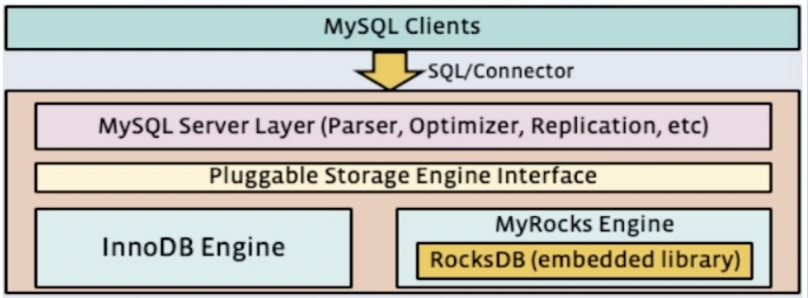 MySQL Clients
SQL/Connector
MySQL Server Layer (Parser, Optimizer, Replication, etc)
Pluggable Storage Engine Interface
InnoDB Engine
MyRocks Engine
RocksDB (embedded library)